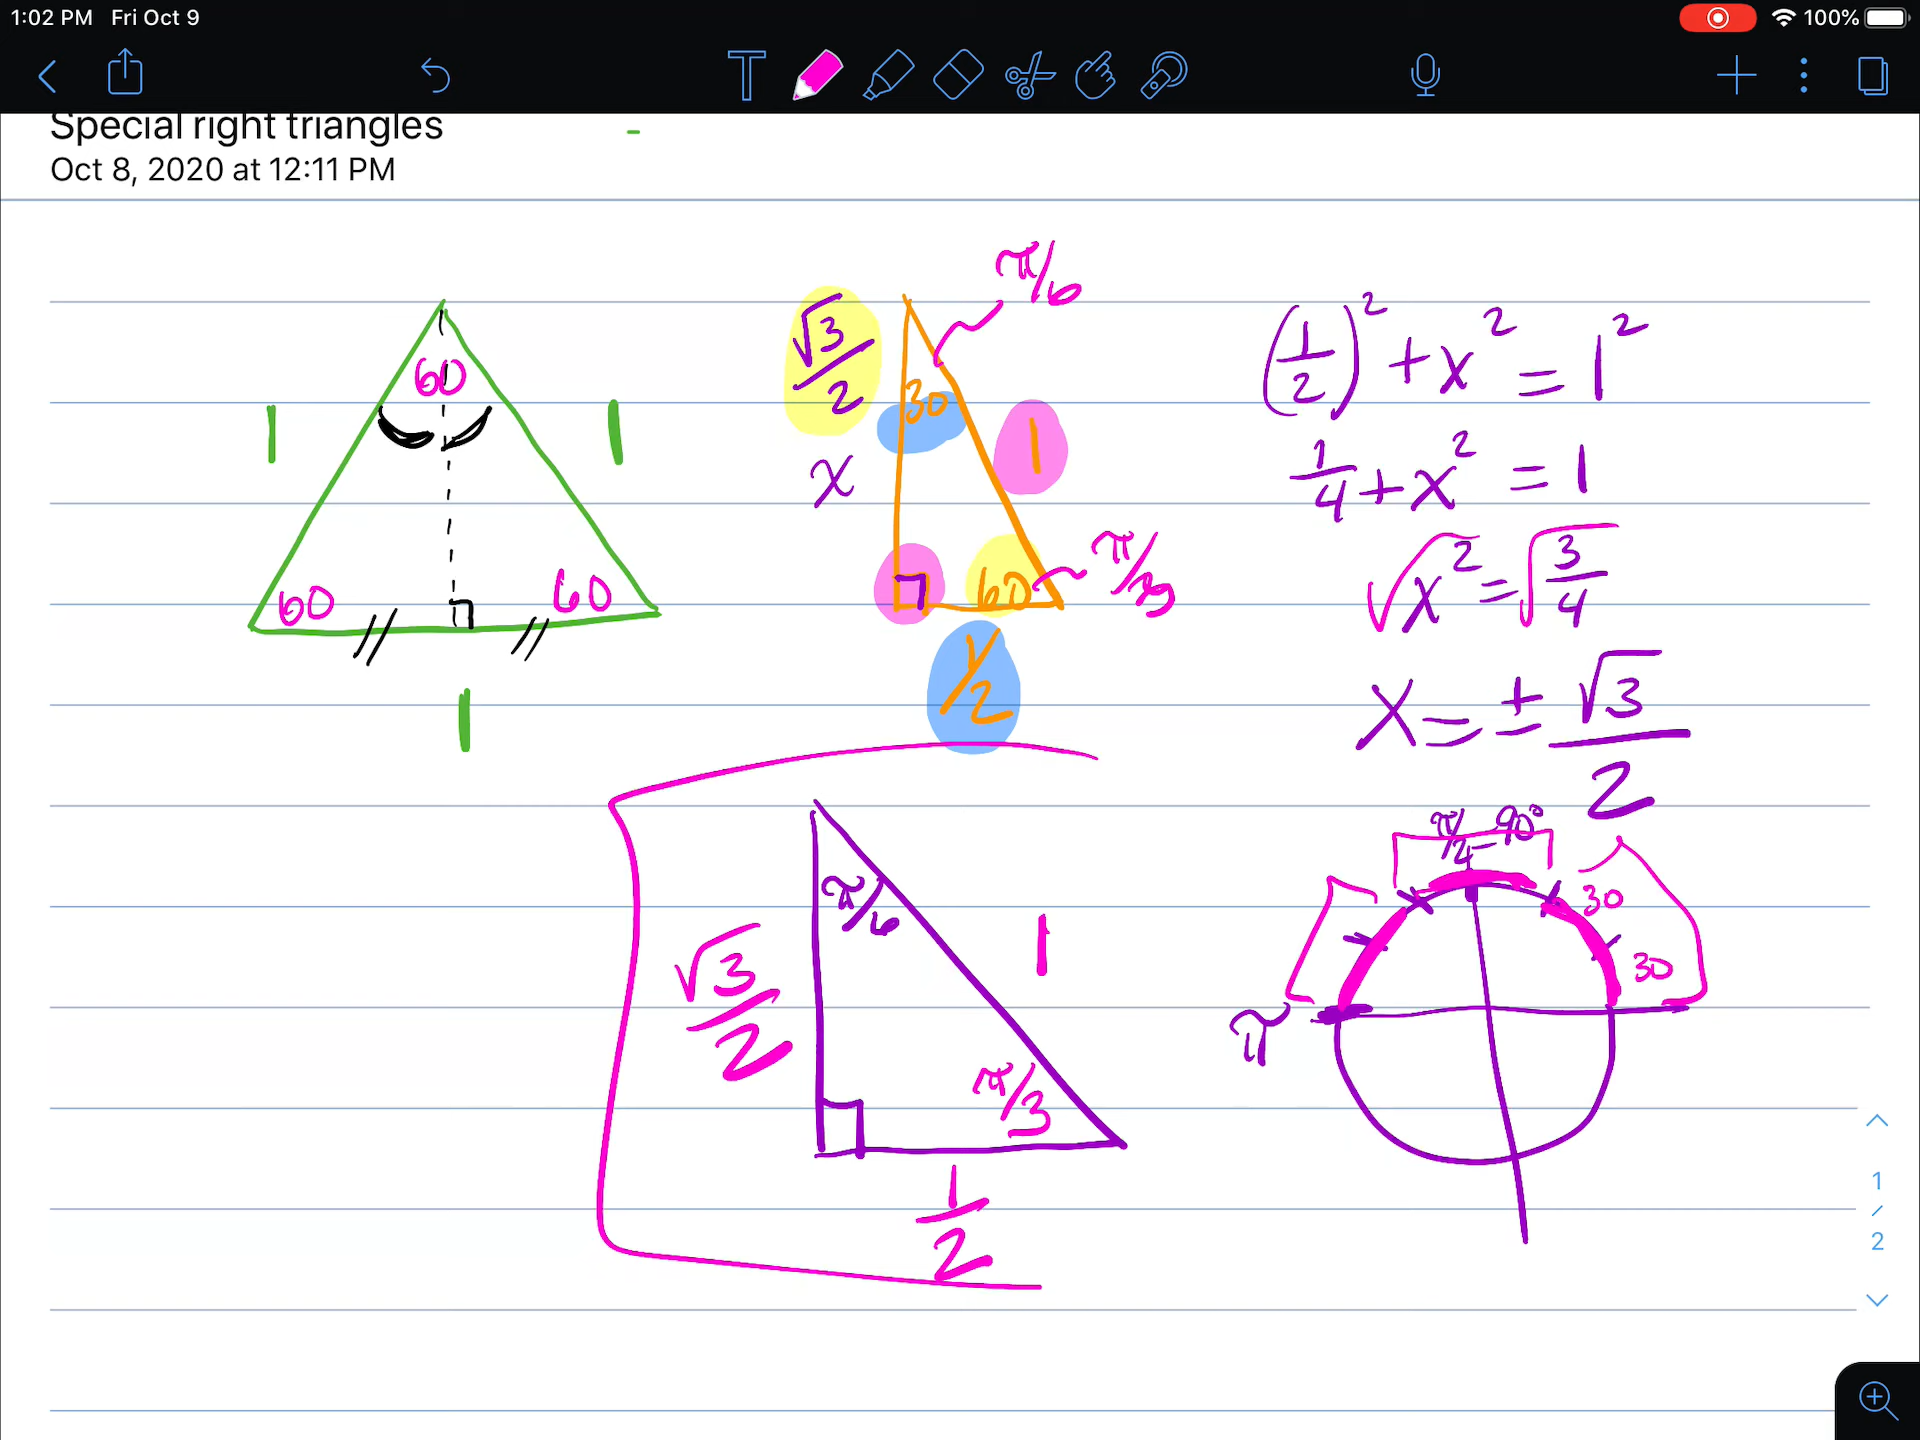 1:02 PM Fri Oct 9
100%
T
Special right triangles
Oct 8, 2020 at 12:11 PM
60
1
1
60
60
1
√3/2
π/6
30
1
x
60
π/3
1/2
(1/2)² + x² = 1²
1/4 + x² = 1
√x² = √3/4
x = ± √3/2
π/6
√3/2
1
π/3
1/2
90°
30
30
π
1
/
2